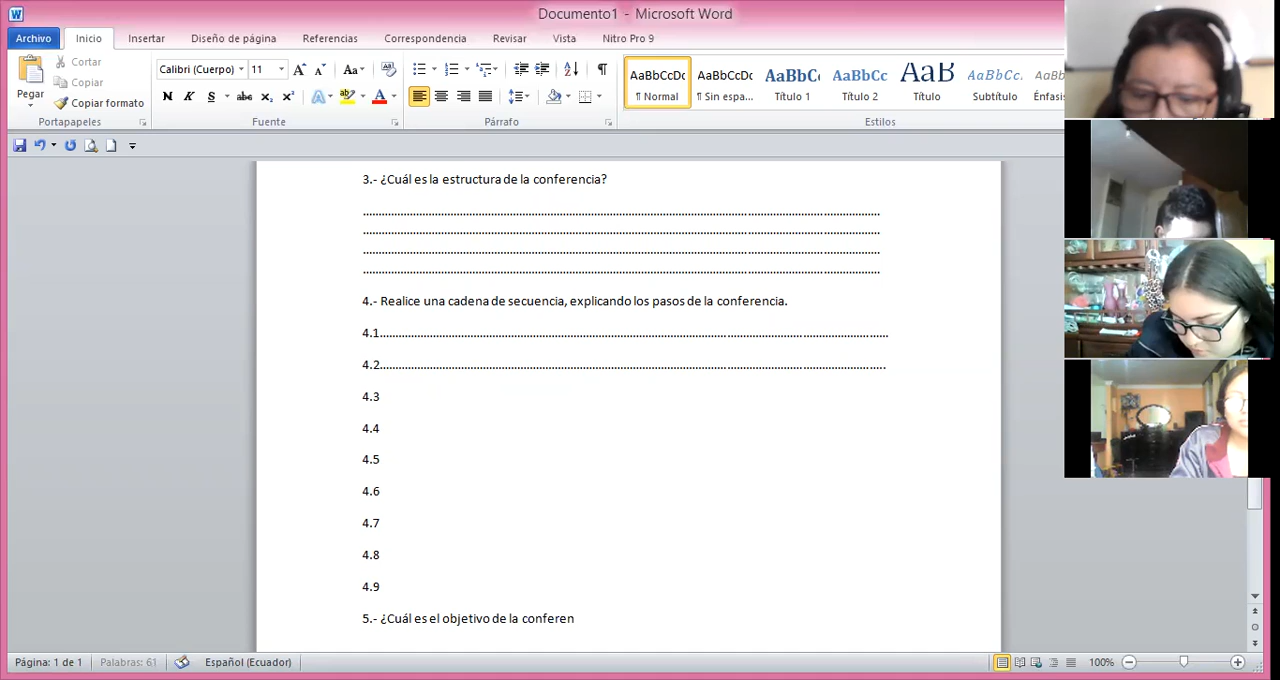 Documento1 - Microsoft Word
Archivo Inicio Insertar Diseño de página Referencias Correspondencia Revisar Vista Nitro Pro 9
Pegar
Cortar
Copiar
Copiar formato
Portapapeles
Calibri (Cuerpo) 11
N K S abc x₂ x²
Fuente
Párrafo
AaBbCcDc AaBbCcDc AaBbC AaBbCc AaB AaBbCc. AaBb
¶ Normal ¶ Sin espa... Título 1 Título 2 Título Subtítulo Énfasis
Estilos
3.- ¿Cuál es la estructura de la conferencia?
4.- Realice una cadena de secuencia, explicando los pasos de la conferencia.
4.1
4.2
4.3
4.4
4.5
4.6
4.7
4.8
4.9
5.- ¿Cuál es el objetivo de la conferen
Página: 1 de 1 Palabras: 61 Español (Ecuador) 100%